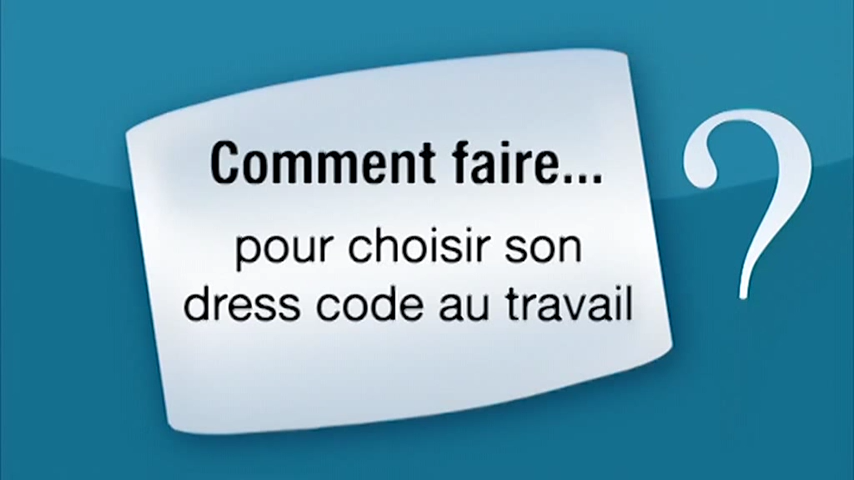 Comment faire...
pour choisir son
dress code au travail
?